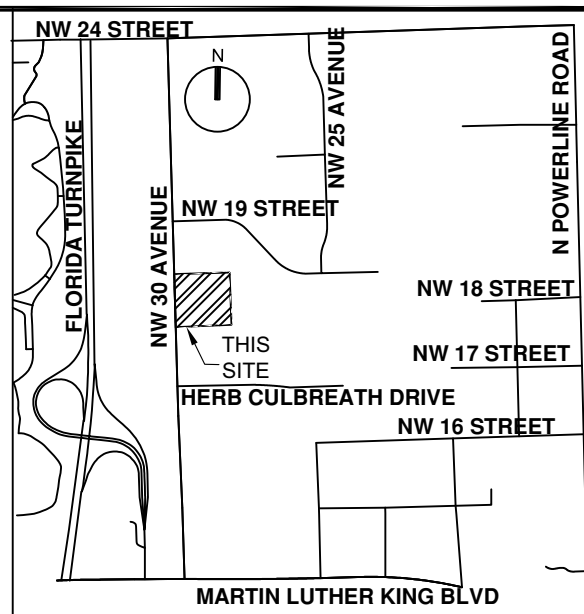 NW 24 STREET
N
NW 25 AVENUE
N POWERLINE ROAD
FLORIDA TURNPIKE
NW 30 AVENUE
NW 19 STREET
NW 18 STREET
THIS
SITE
NW 17 STREET
HERB CULBREATH DRIVE
NW 16 STREET
MARTIN LUTHER KING BLVD